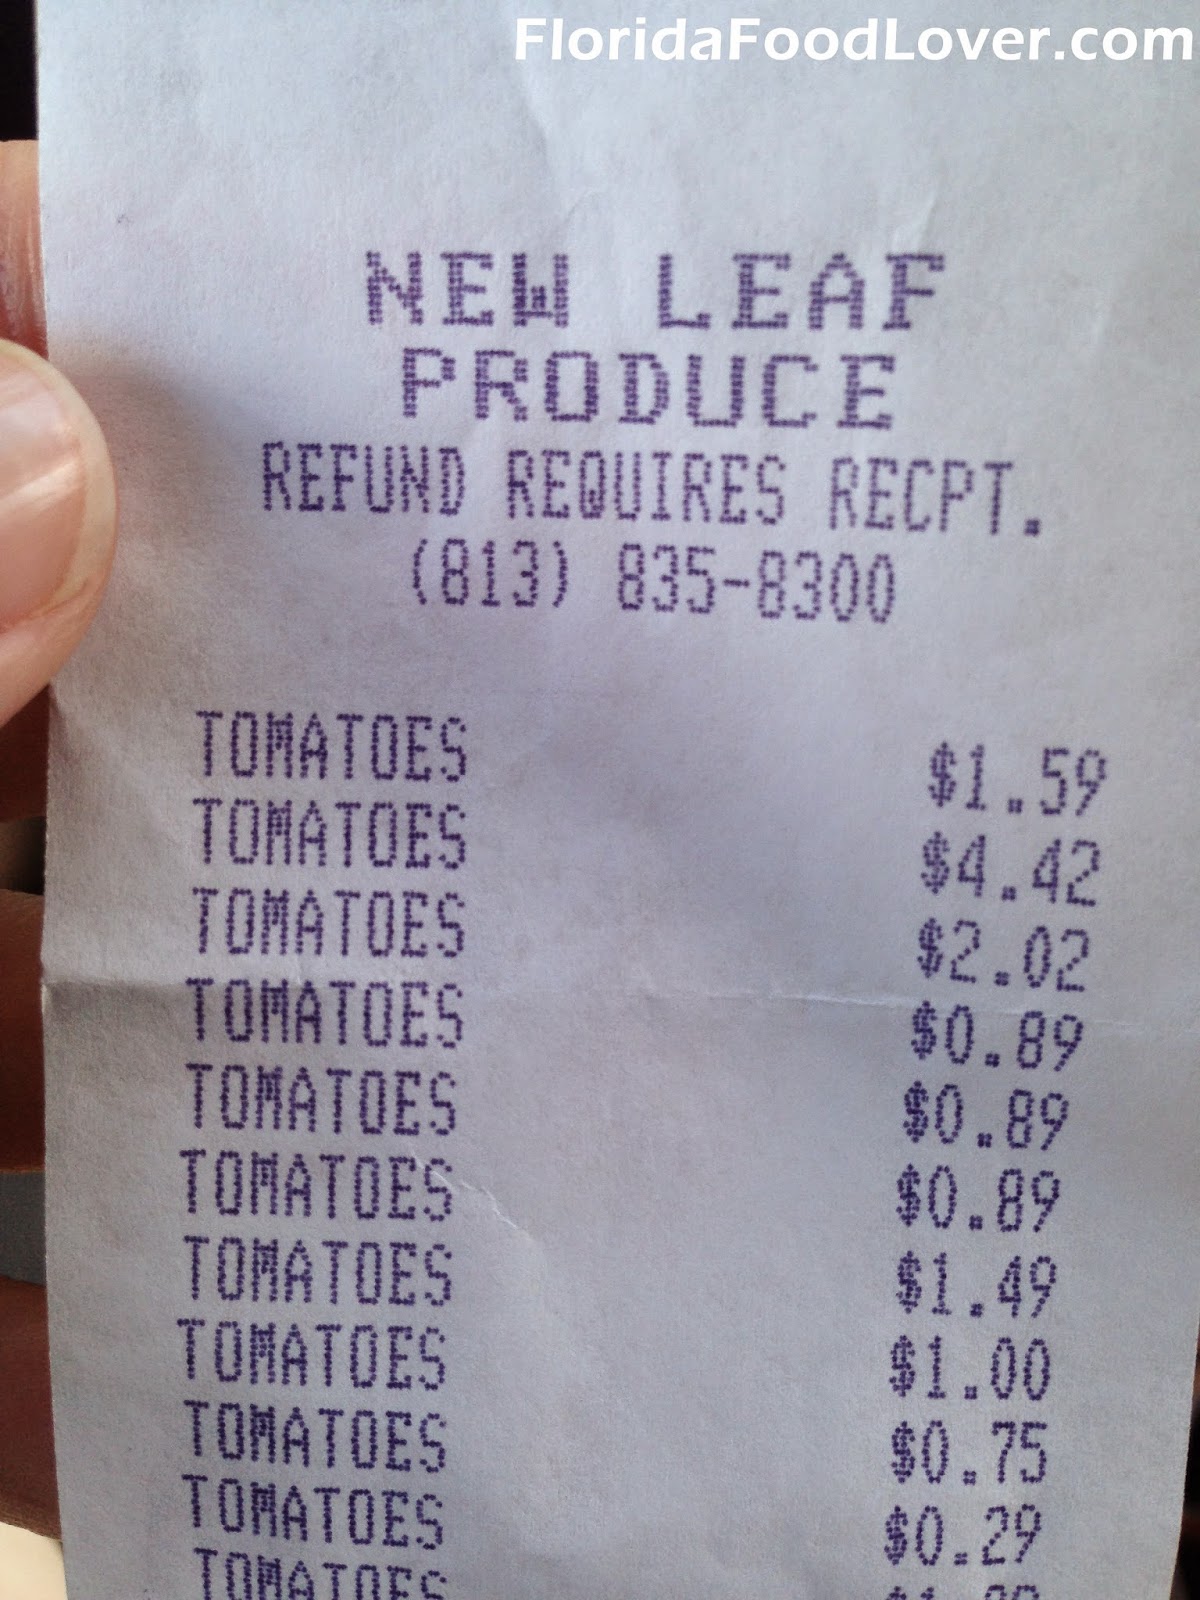 FloridaFoodLover.com
NEW LEAF
PRODUCE
REFUND REQUIRES RECPT.
(813) 835-8300
TOMATOES $1.59
TOMATOES $4.42
TOMATOES $2.02
TOMATOES $0.89
TOMATOES $0.89
TOMATOES $0.89
TOMATOES $1.49
TOMATOES $1.00
TOMATOES $0.75
TOMATOES $0.29
TOMATOES